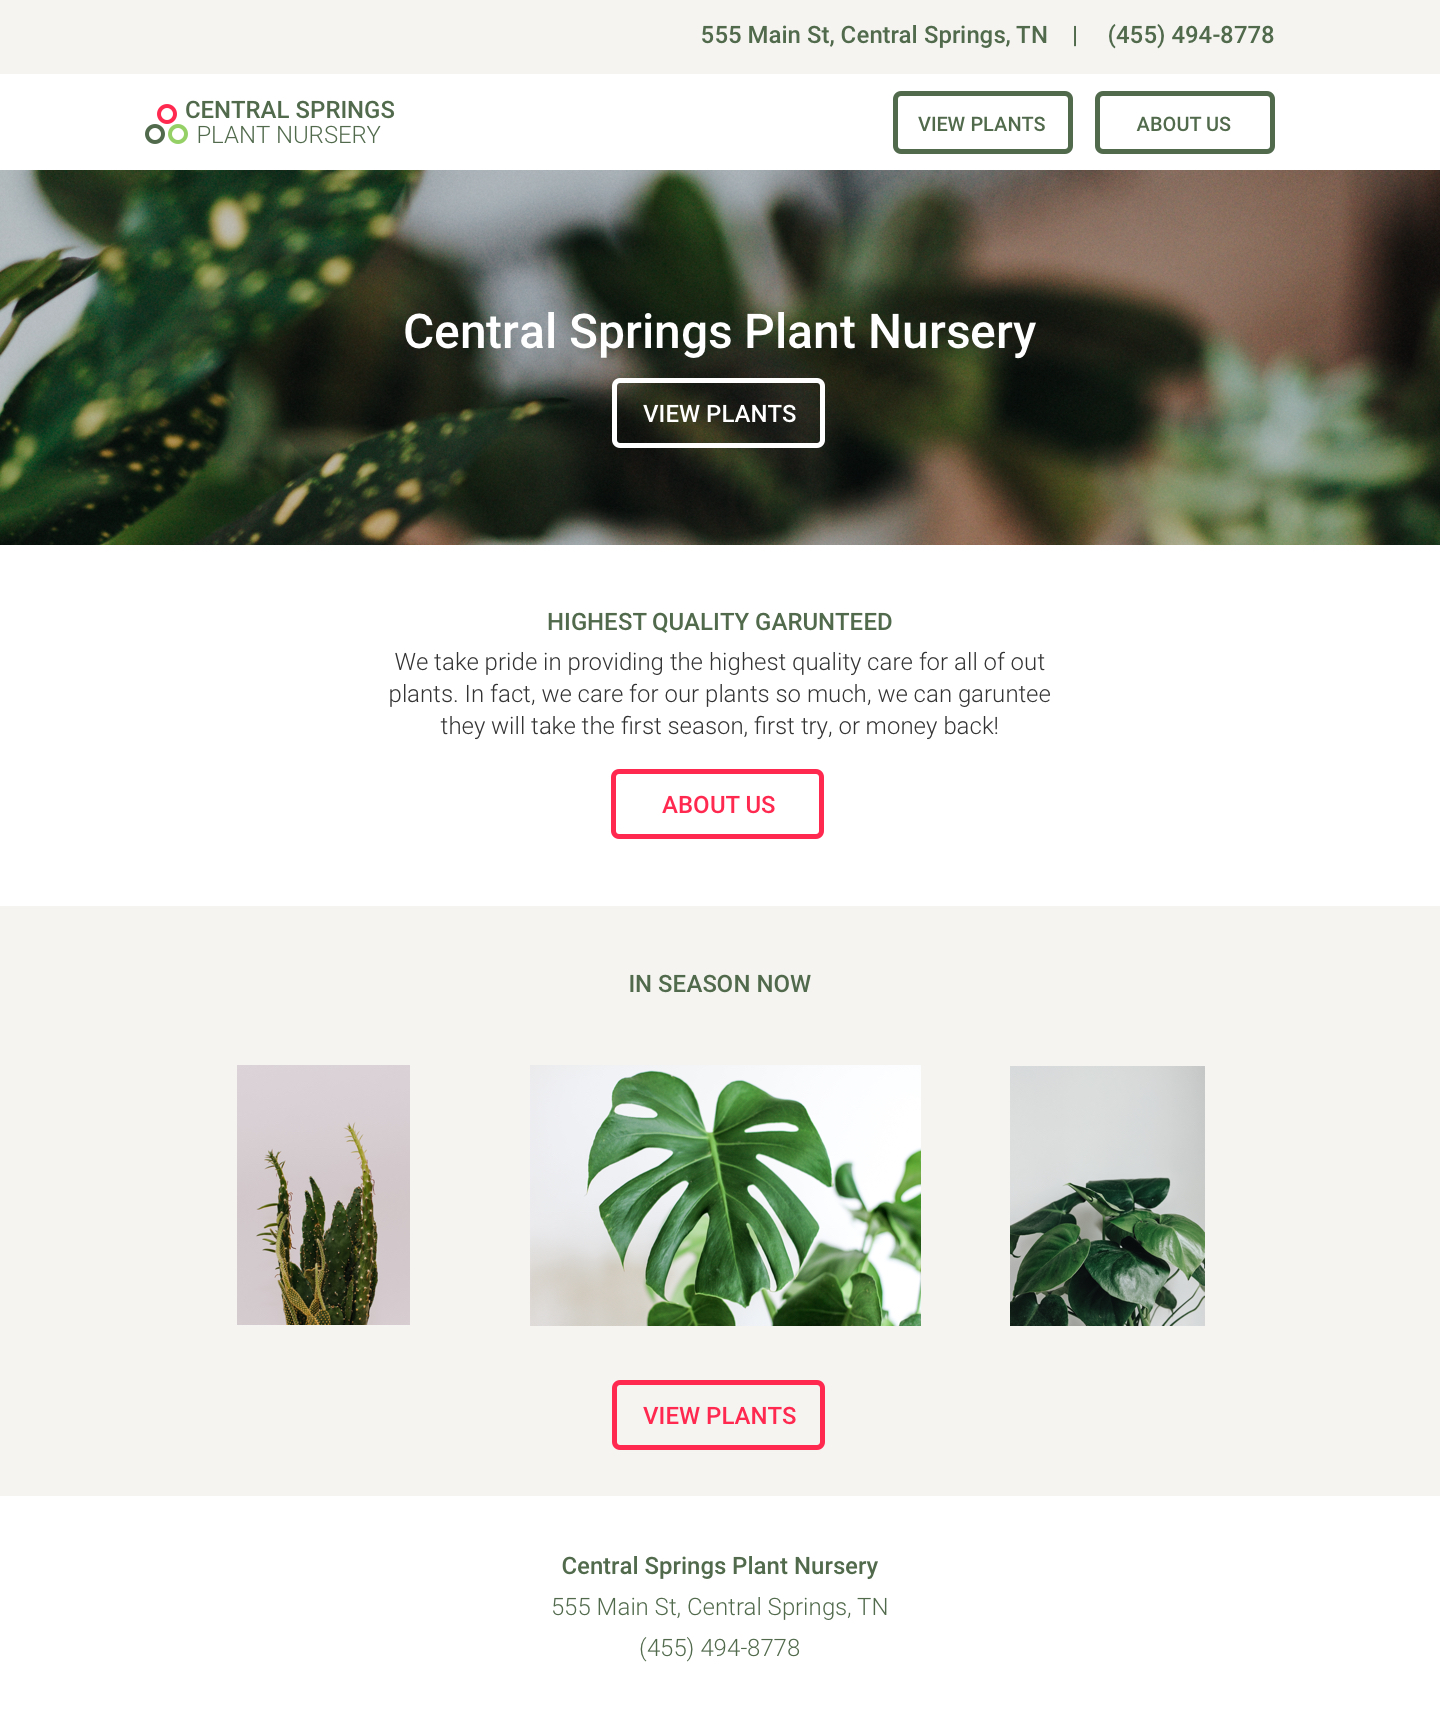 555 Main St, Central Springs, TN | (455) 494-8778
CENTRAL SPRINGS
PLANT NURSERY
VIEW PLANTS
ABOUT US
Central Springs Plant Nursery
VIEW PLANTS
HIGHEST QUALITY GARUNTEED
We take pride in providing the highest quality care for all of out
plants. In fact, we care for our plants so much, we can garuntee
they will take the first season, first try, or money back!
ABOUT US
IN SEASON NOW
VIEW PLANTS
Central Springs Plant Nursery
555 Main St, Central Springs, TN
(455) 494-8778